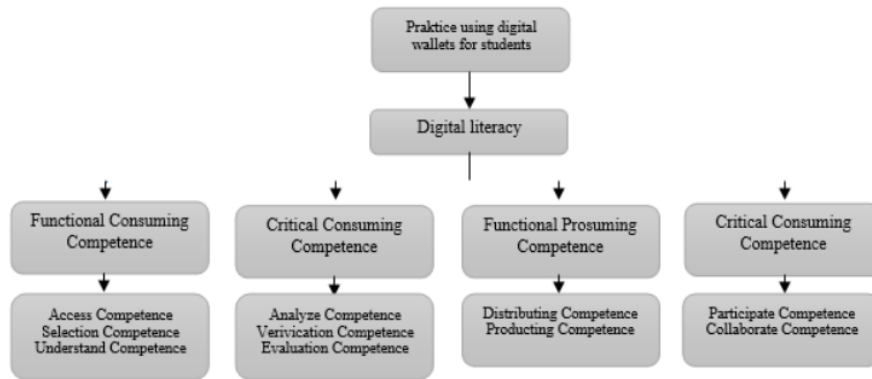 Praktice using digital
wallets for students
Digital literacy
Functional Consuming
Competence
Critical Consuming
Competence
Functional Prosuming
Competence
Critical Consuming
Competence
Access Competence
Selection Competence
Understand Competence
Analyze Competence
Verivication Competence
Evaluation Competence
Distributing Competence
Producting Competence
Participate Competence
Collaborate Competence